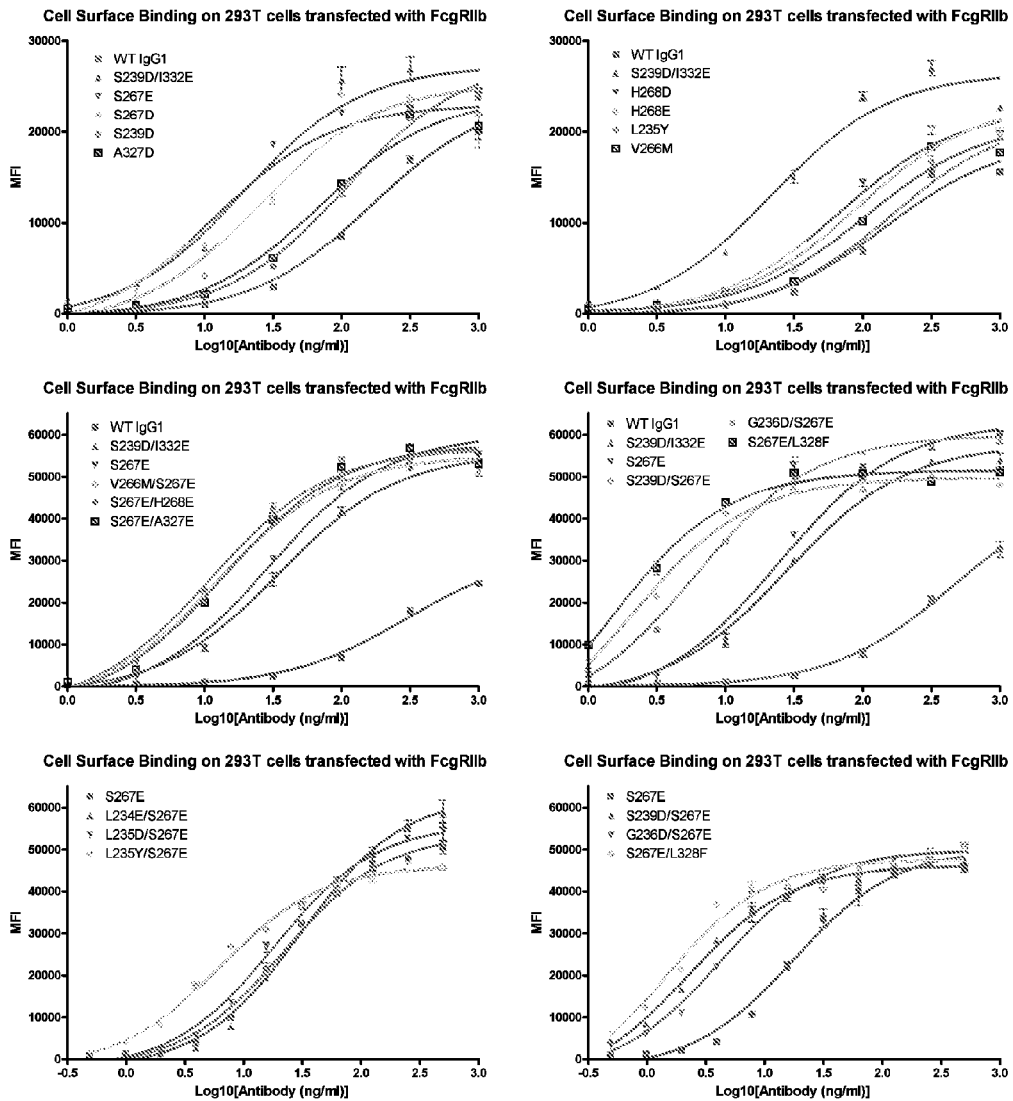 Cell Surface Binding on 293T cells transfected with FcgRIIb
30000
20000
10000
0
MFI
WT IgG1
S239D/I332E
S267E
S267D
S239D
A327D
0.0 0.5 1.0 1.5 2.0 2.5 3.0
Log10[Antibody (ng/ml)]
Cell Surface Binding on 293T cells transfected with FcgRIIb
30000
20000
10000
0
MFI
WT IgG1
S239D/I332E
H268D
H268E
L235Y
V266M
0.0 0.5 1.0 1.5 2.0 2.5 3.0
Log10[Antibody (ng/ml)]
Cell Surface Binding on 293T cells transfected with FcgRIIb
60000
50000
40000
30000
20000
10000
0
MFI
WT IgG1
S239D/I332E
S267E
V266M/S267E
S267E/H268E
S267E/A327E
0.0 0.5 1.0 1.5 2.0 2.5 3.0
Log10[Antibody (ng/ml)]
Cell Surface Binding on 293T cells transfected with FcgRIIb
60000
50000
40000
30000
20000
10000
0
MFI
WT IgG1
S239D/I332E
S267E
S239D/S267E
G236D/S267E
S267E/L328F
0.0 0.5 1.0 1.5 2.0 2.5 3.0
Log10[Antibody (ng/ml)]
Cell Surface Binding on 293T cells transfected with FcgRIIb
60000
50000
40000
30000
20000
10000
0
MFI
S267E
L234E/S267E
L235D/S267E
L235Y/S267E
-0.5 0.0 0.5 1.0 1.5 2.0 2.5 3.0
Log10[Antibody (ng/ml)]
Cell Surface Binding on 293T cells transfected with FcgRIIb
60000
50000
40000
30000
20000
10000
0
MFI
S267E
S239D/S267E
G236D/S267E
S267E/L328F
-0.5 0.0 0.5 1.0 1.5 2.0 2.5 3.0
Log10[Antibody (ng/ml)]